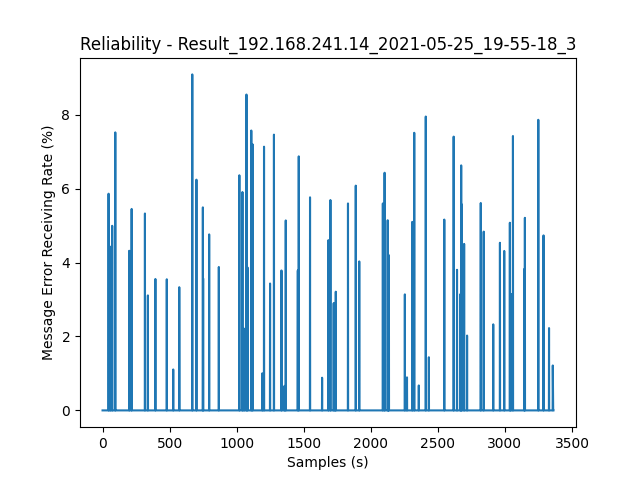 Reliability - Result_192.168.241.14_2021-05-25_19-55-18_3
Message Error Receiving Rate (%)
8
6
4
2
0
0 500 1000 1500 2000 2500 3000 3500
Samples (s)